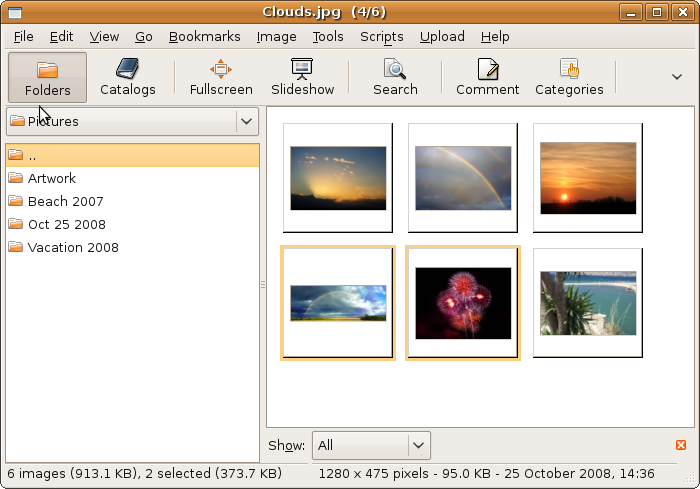 Clouds.jpg (4/6)
File Edit View Go Bookmarks Image Tools Scripts Upload Help
Folders Catalogs Fullscreen Slideshow Search Comment Categories
Pictures
..
Artwork
Beach 2007
Oct 25 2008
Vacation 2008
Show: All
6 images (913.1 KB), 2 selected (373.7 KB) 1280 x 475 pixels - 95.0 KB - 25 October 2008, 14:36